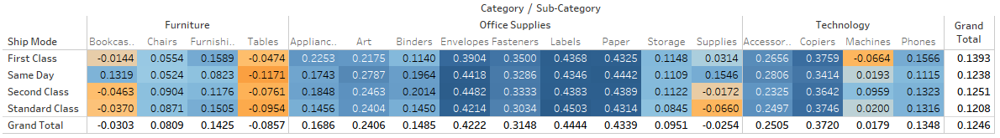 Category / Sub-Category
Furniture Office Supplies Technology Grand
Ship Mode Bookcas.. Chairs Furnishi.. Tables Applianc.. Art Binders Envelopes Fasteners Labels Paper Storage Supplies Accessor.. Copiers Machines Phones Total
First Class -0.0144 0.0554 0.1589 -0.0474 0.2253 0.2175 0.1140 0.3904 0.3500 0.4368 0.4325 0.1148 0.0314 0.2656 0.3759 -0.0664 0.1566 0.1393
Same Day 0.1319 0.0524 0.0823 -0.1171 0.1743 0.2787 0.1964 0.4418 0.3286 0.4346 0.4442 0.1109 0.1546 0.2806 0.3414 0.0193 0.1115 0.1238
Second Class -0.0463 0.0904 0.1176 -0.0761 0.1848 0.2463 0.2014 0.4482 0.3333 0.4383 0.4389 0.1122 -0.0172 0.2325 0.3642 0.0959 0.1323 0.1251
Standard Class -0.0370 0.0871 0.1505 -0.0954 0.1456 0.2404 0.1450 0.4214 0.3034 0.4503 0.4314 0.0845 -0.0660 0.2497 0.3746 0.0200 0.1316 0.1208
Grand Total -0.0303 0.0809 0.1425 -0.0857 0.1686 0.2406 0.1485 0.4222 0.3148 0.4444 0.4339 0.0951 -0.0254 0.2505 0.3720 0.0179 0.1348 0.1246